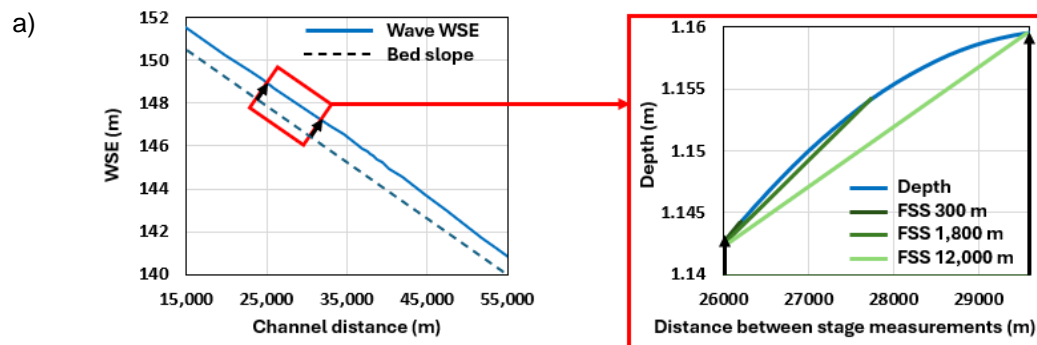 a)
152
150
148
146
144
142
140
WSE (m)
Wave WSE
Bed slope
15,000 25,000 35,000 45,000 55,000
Channel distance (m)
1.16
1.155
1.15
1.145
1.14
Depth (m)
Depth
FSS 300 m
FSS 1,800 m
FSS 12,000 m
26000 27000 28000 29000
Distance between stage measurements (m)